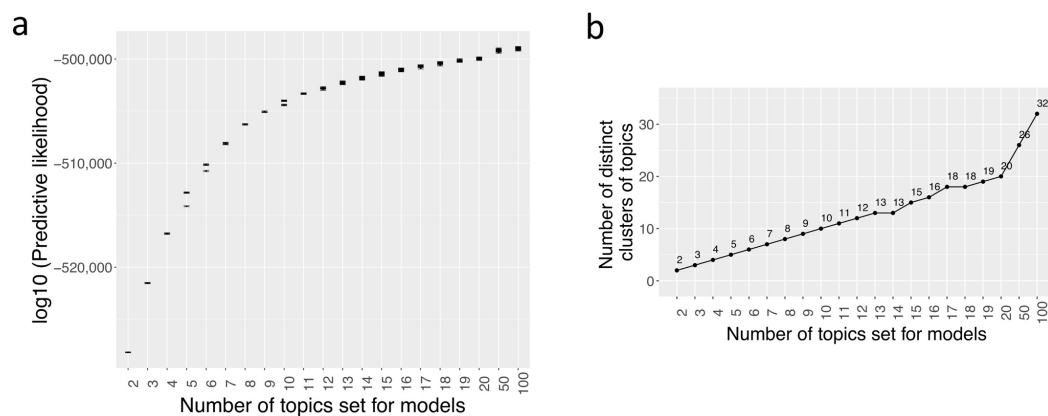 a
−500,000
−510,000
−520,000
log10 (Predictive likelihood)
2 3 4 5 6 7 8 9 10 11 12 13 14 15 16 17 18 19 20 50 100
Number of topics set for models
b
30
20
10
0
Number of distinct
clusters of topics
2 3 4 5 6 7 8 9 10 11 12 13 13 15 16 18 18 19 20 26 32
2 3 4 5 6 7 8 9 10 11 12 13 14 15 16 17 18 19 20 50 100
Number of topics set for models